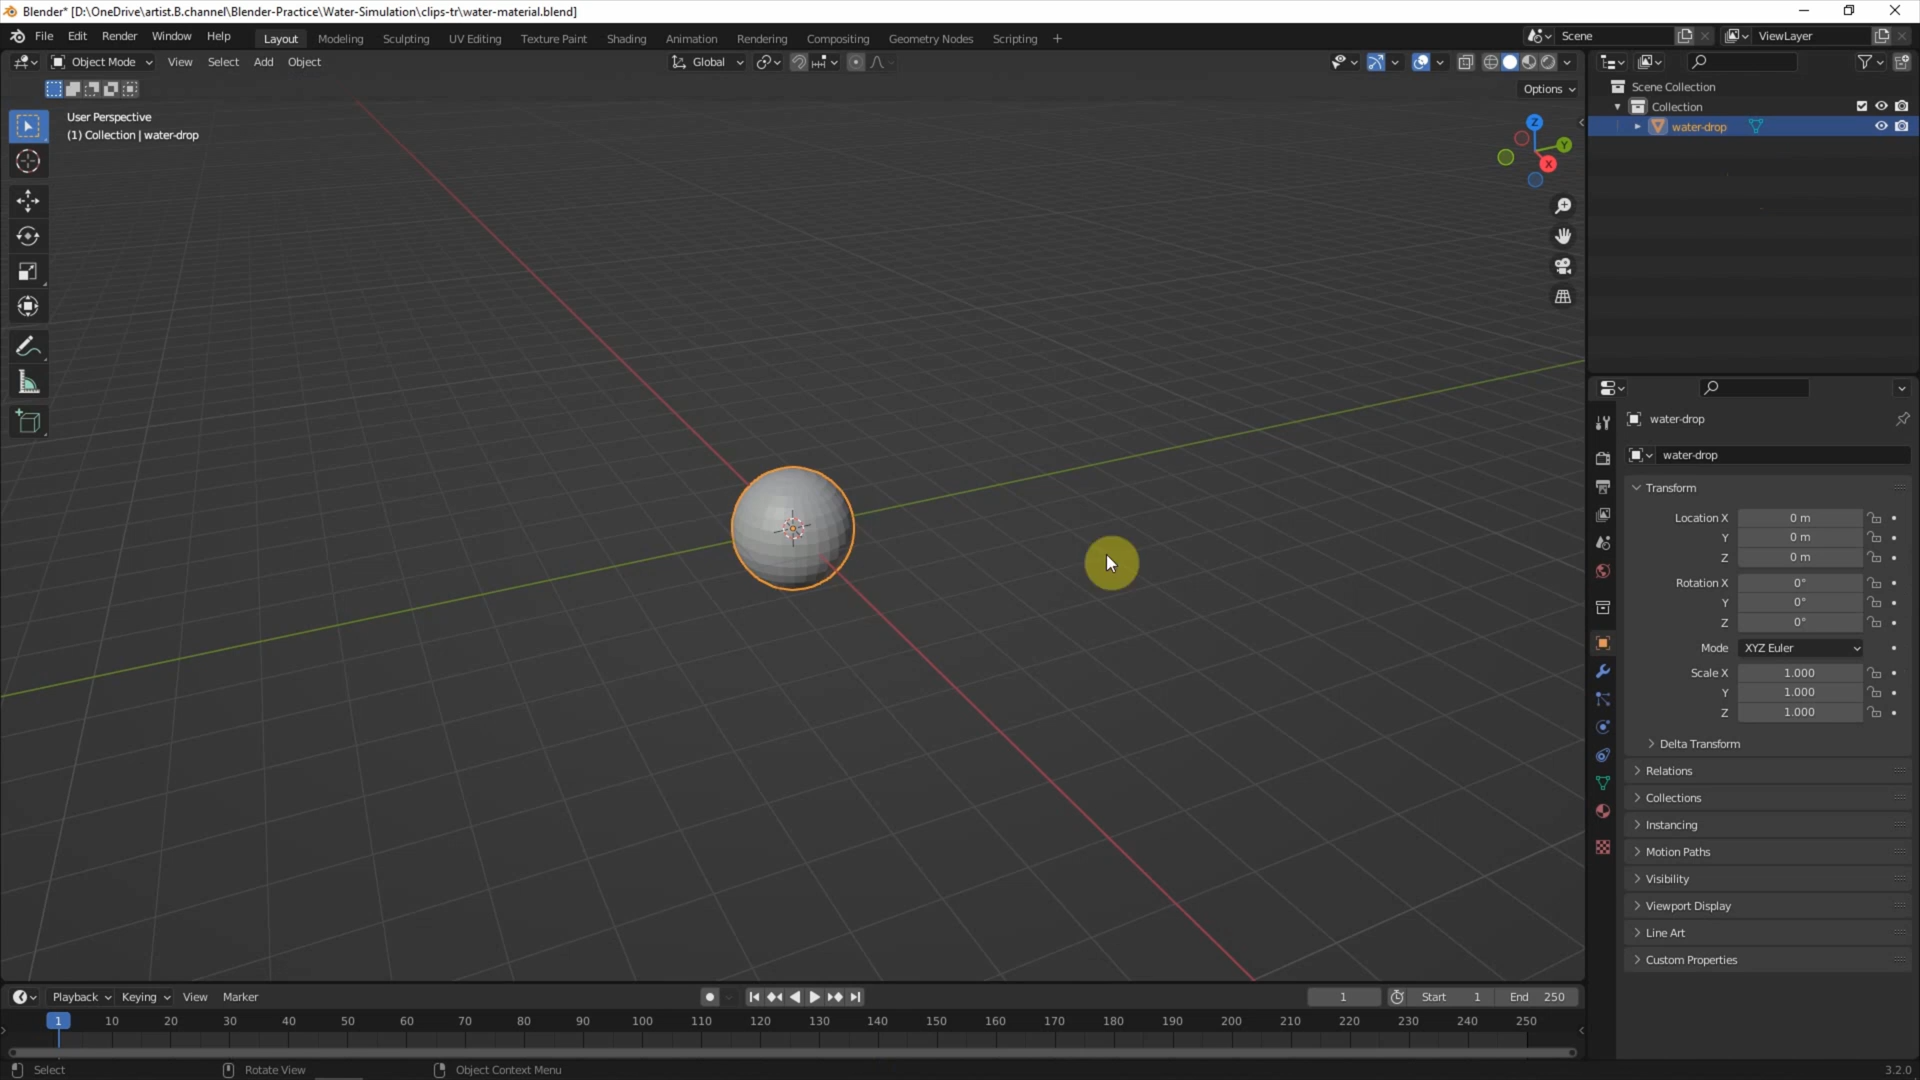 Blender* [D:\OneDrive\artist.B.channel\Blender-Practice\Water-Simulation\clips-tr\water-material.blend]
File Edit Render Window Help Layout Modeling Sculpting UV Editing Texture Paint Shading Animation Rendering Compositing Geometry Nodes Scripting + Scene ViewLayer
Object Mode View Select Add Object Global
Options
User Perspective
(1) Collection | water-drop
Z
Y
X
Scene Collection
Collection
water-drop
water-drop
water-drop
Transform
Location X 0 m
Y 0 m
Z 0 m
Rotation X 0°
Y 0°
Z 0°
Mode XYZ Euler
Scale X 1.000
Y 1.000
Z 1.000
Delta Transform
Relations
Collections
Instancing
Motion Paths
Visibility
Viewport Display
Line Art
Custom Properties
Playback Keying View Marker 1 Start 1 End 250
1 10 20 30 40 50 60 70 80 90 100 110 120 130 140 150 160 170 180 190 200 210 220 230 240 250
Select Rotate View Object Context Menu 3.2.0